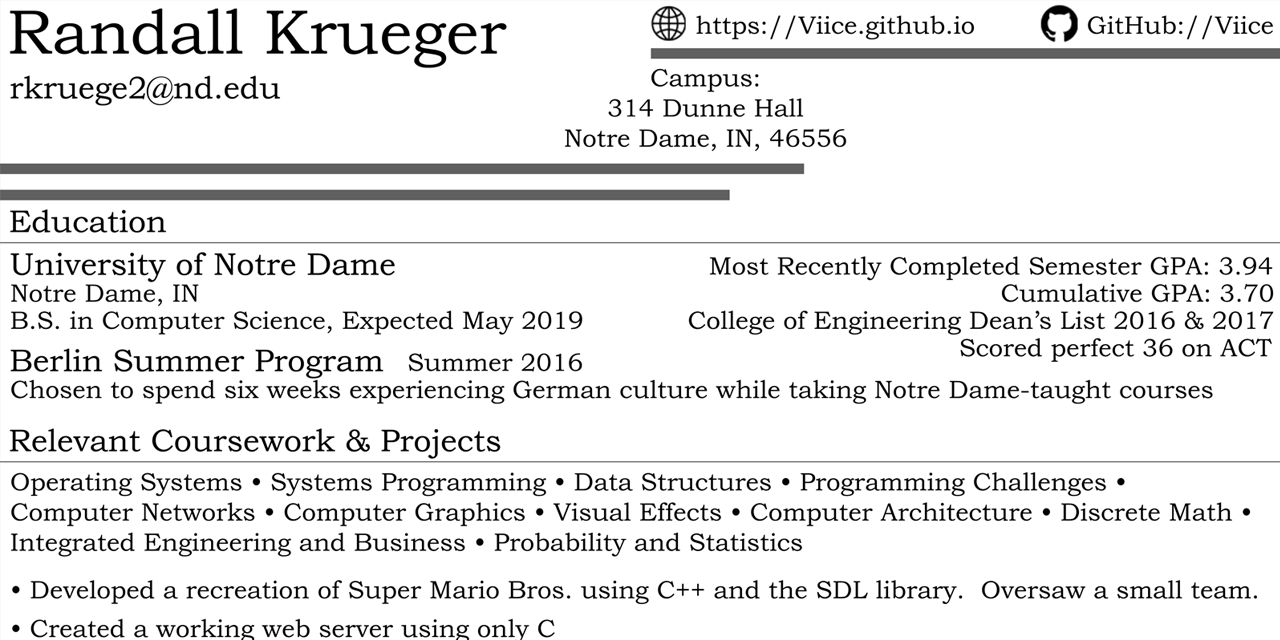 Randall Krueger
https://Viice.github.io
GitHub://Viice
rkruege2@nd.edu
Campus:
314 Dunne Hall
Notre Dame, IN, 46556
Education
University of Notre Dame
Most Recently Completed Semester GPA: 3.94
Notre Dame, IN
Cumulative GPA: 3.70
B.S. in Computer Science, Expected May 2019
College of Engineering Dean’s List 2016 & 2017
Scored perfect 36 on ACT
Berlin Summer Program Summer 2016
Chosen to spend six weeks experiencing German culture while taking Notre Dame-taught courses
Relevant Coursework & Projects
Operating Systems • Systems Programming • Data Structures • Programming Challenges •
Computer Networks • Computer Graphics • Visual Effects • Computer Architecture • Discrete Math •
Integrated Engineering and Business • Probability and Statistics
• Developed a recreation of Super Mario Bros. using C++ and the SDL library.  Oversaw a small team.
• Created a working web server using only C